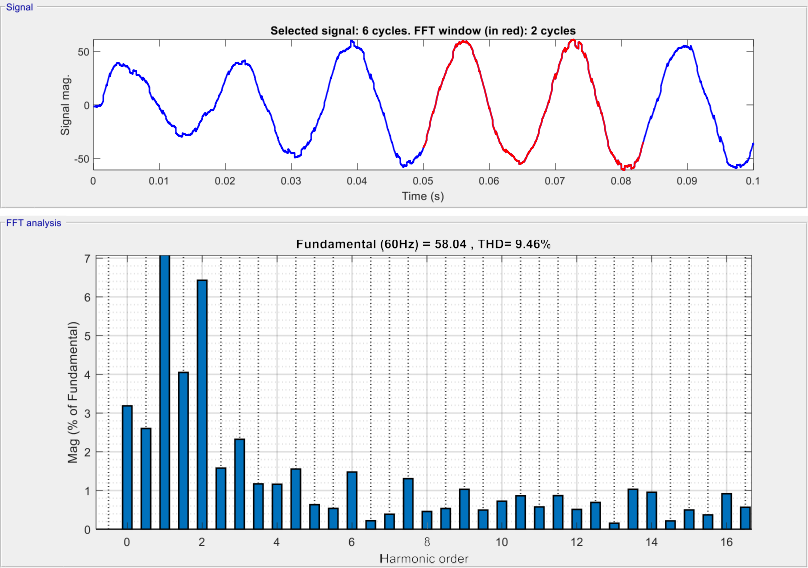 Signal
Selected signal: 6 cycles. FFT window (in red): 2 cycles
Signal mag.
50
0
-50
0 0.01 0.02 0.03 0.04 0.05 0.06 0.07 0.08 0.09 0.1
Time (s)
FFT analysis
Fundamental (60Hz) = 58.04 , THD= 9.46%
Mag (% of Fundamental)
7
6
5
4
3
2
1
0
0 2 4 6 8 10 12 14 16
Harmonic order